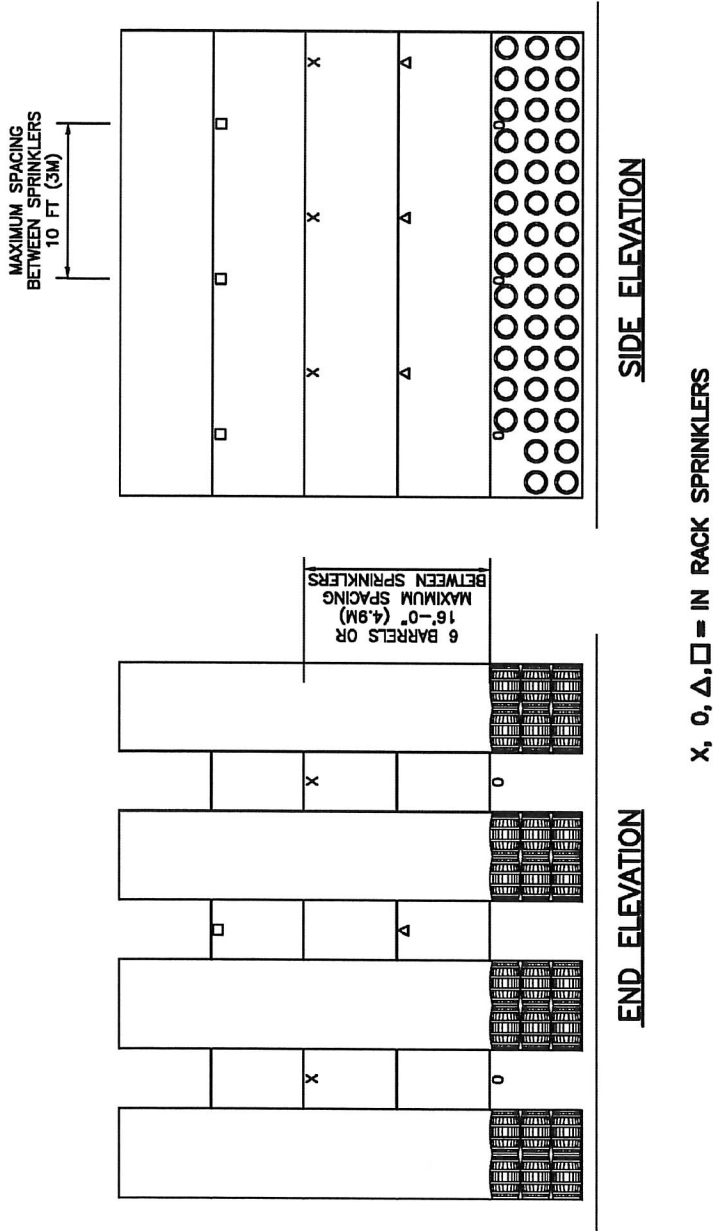 MAXIMUM SPACING
BETWEEN SPRINKLERS
10 FT (3M)
6 BARRELS OR
16'-0" (4.9M)
MAXIMUM SPACING
BETWEEN SPRINKLERS
X
X
X
X
X
O
O
O
O
O
END ELEVATION
SIDE ELEVATION
X, O, Δ, □ = IN RACK SPRINKLERS